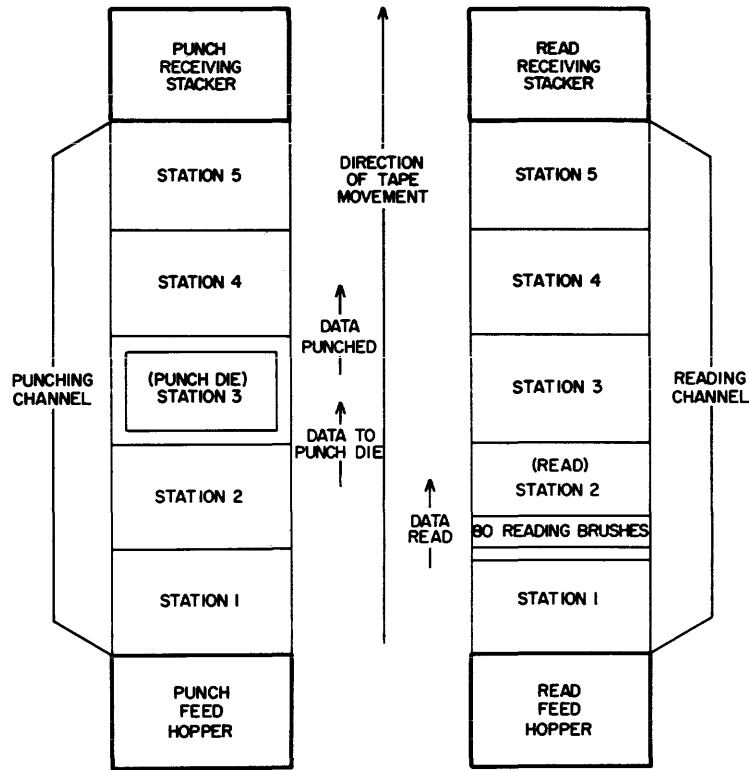 PUNCH
RECEIVING
STACKER
STATION 5
STATION 4
(PUNCH DIE)
STATION 3
STATION 2
STATION 1
PUNCH
FEED
HOPPER
PUNCHING
CHANNEL
DIRECTION
OF TAPE
MOVEMENT
DATA
PUNCHED
DATA TO
PUNCH DIE
DATA
READ
READ
RECEIVING
STACKER
STATION 5
STATION 4
STATION 3
(READ)
STATION 2
80 READING BRUSHES
STATION 1
READ
FEED
HOPPER
READING
CHANNEL